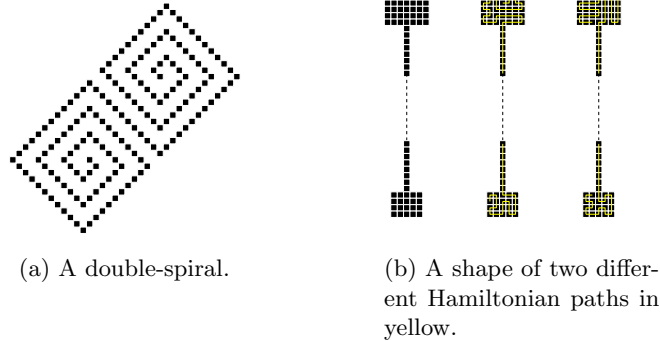 (a) A double-spiral.
(b) A shape of two differ-
ent Hamiltonian paths in
yellow.